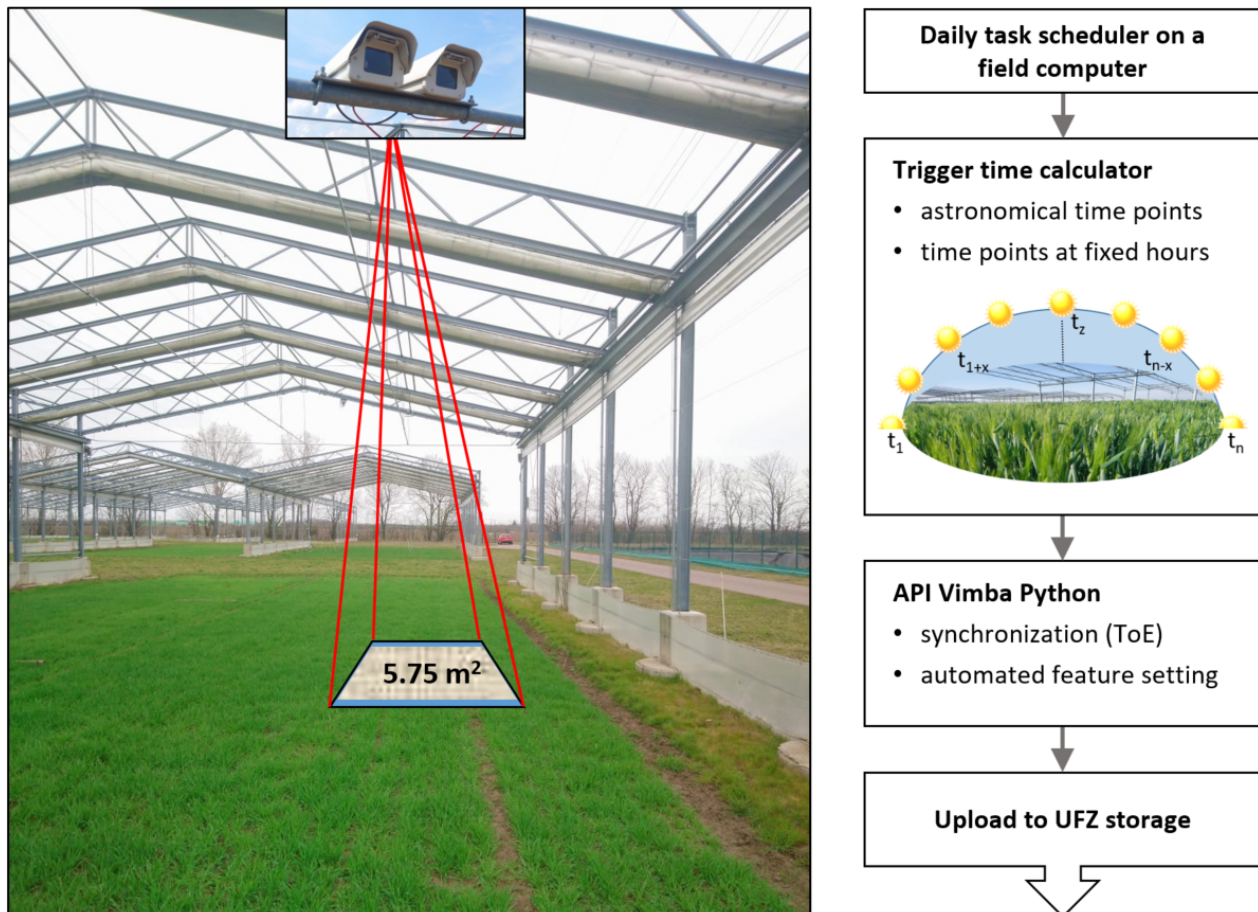 5.75 m²
Daily task scheduler on a
field computer
Trigger time calculator
• astronomical time points
• time points at fixed hours
t₁
t₁₊ₓ
t_z
tₙ₋ₓ
tₙ
API Vimba Python
• synchronization (ToE)
• automated feature setting
Upload to UFZ storage